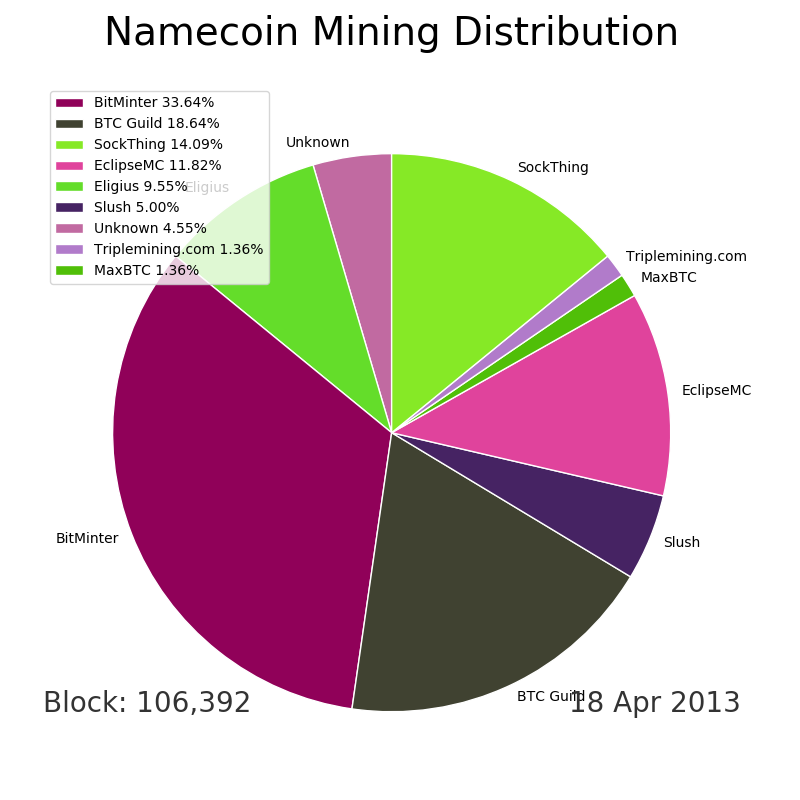 Namecoin Mining Distribution
BitMinter 33.64%
BTC Guild 18.64%
SockThing 14.09%
EclipseMC 11.82%
Eligius 9.55%
Slush 5.00%
Unknown 4.55%
Triplemining.com 1.36%
MaxBTC 1.36%
Unknown
SockThing
Eligius
Triplemining.com
MaxBTC
EclipseMC
BitMinter
Slush
BTC Guild
Block: 106,392
18 Apr 2013